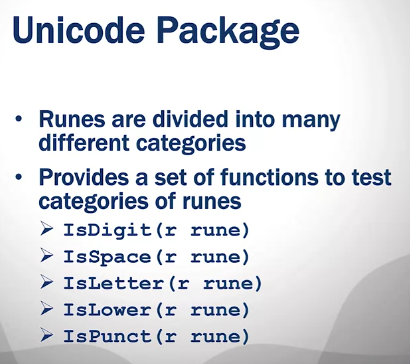 Unicode Package
• Runes are divided into many
different categories
• Provides a set of functions to test
categories of runes
➢ IsDigit(r rune)
➢ IsSpace(r rune)
➢ IsLetter(r rune)
➢ IsLower(r rune)
➢ IsPunct(r rune)